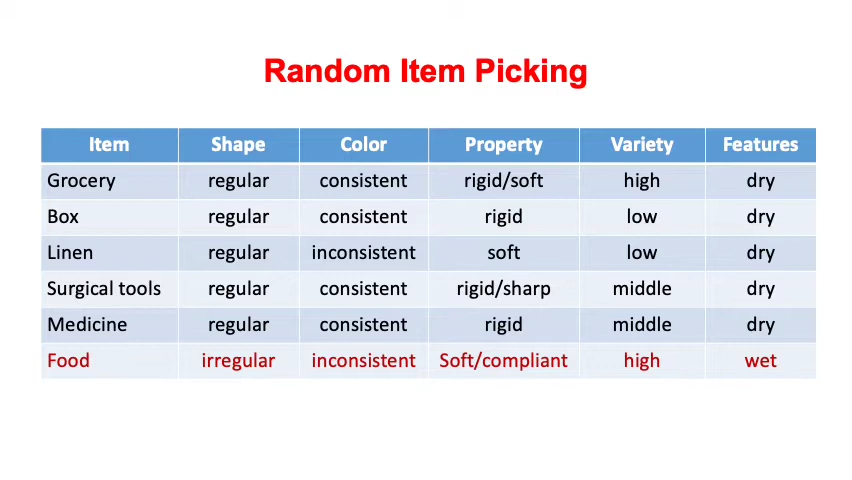 Random Item Picking
Item Shape Color Property Variety Features
Grocery regular consistent rigid/soft high dry
Box regular consistent rigid low dry
Linen regular inconsistent soft low dry
Surgical tools regular consistent rigid/sharp middle dry
Medicine regular consistent rigid middle dry
Food irregular inconsistent Soft/compliant high wet